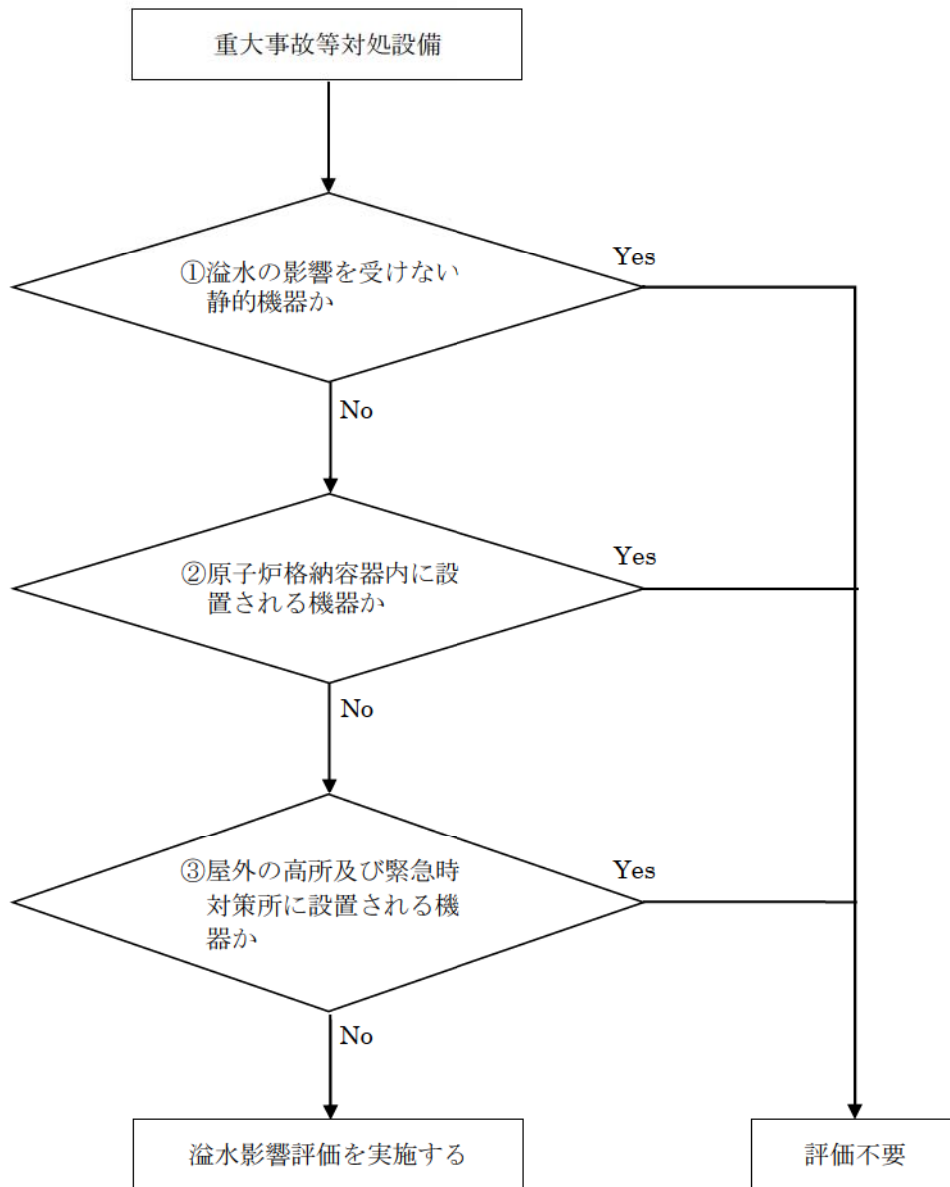 重大事故等対処設備
①溢水の影響を受けない
静的機器か
Yes
No
②原子炉格納容器内に設
置される機器か
Yes
No
③屋外の高所及び緊急時
対策所に設置される機
器か
Yes
No
溢水影響評価を実施する
評価不要